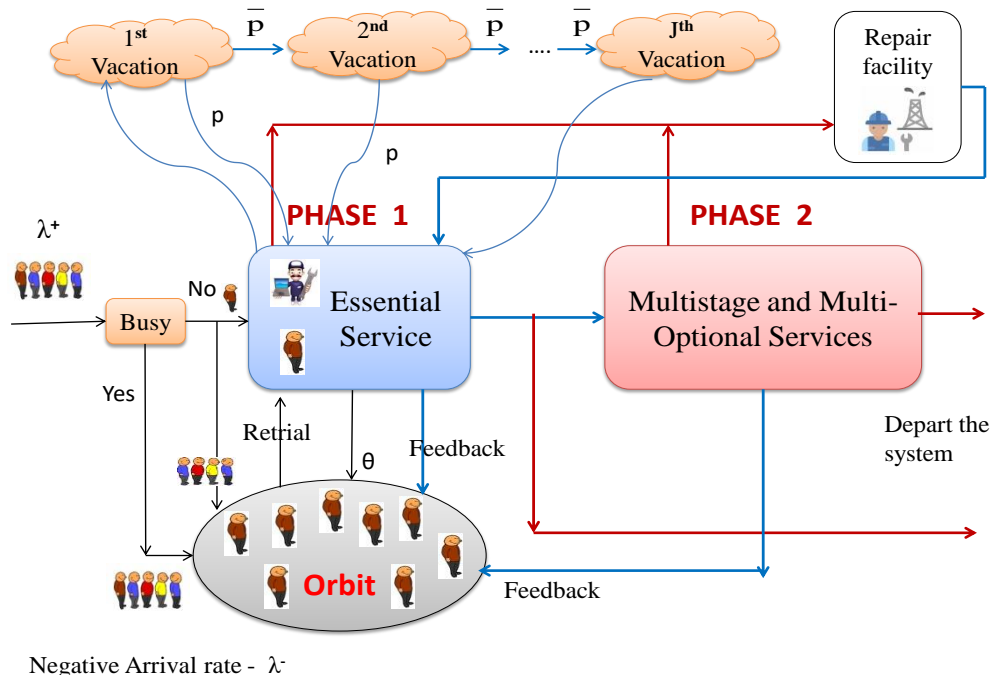 1st
Vacation
p̅
2nd
Vacation
p̅
....
p̅
Jth
Vacation
Repair
facility
p
p
PHASE 1
PHASE 2
λ+
No
Busy
Essential
Service
Multistage and Multi-
Optional Services
Yes
Retrial
θ
Feedback
Depart the
system
Orbit
Feedback
Negative Arrival rate - λ-